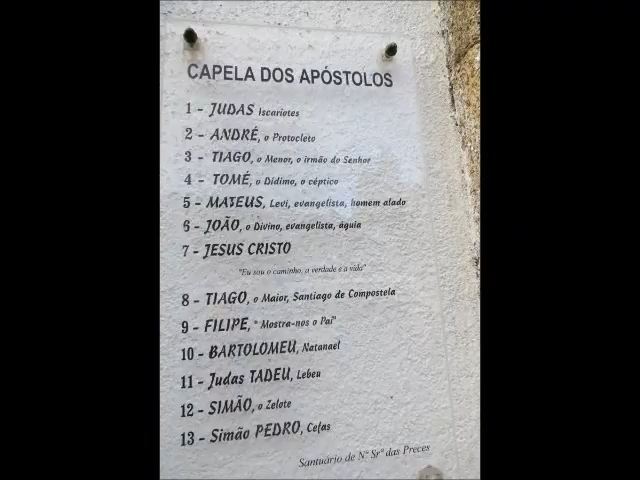 CAPELA DOS APÓSTOLOS
1 - JUDAS Iscariotes
2 - ANDRÉ, o Protocleto
3 - TIAGO, o Menor, o irmão do Senhor
4 - TOMÉ, o Dídimo, o céptico
5 - MATEUS, Levi, evangelista, homem alado
6 - JOÃO, o Divino, evangelista, águia
7 - JESUS CRISTO
"Eu sou o caminho, a verdade e a vida"
8 - TIAGO, o Maior, Santiago de Compostela
9 - FILIPE, " Mostra-nos o Pai"
10 - BARTOLOMEU, Natanael
11 - Judas TADEU, Lebeu
12 - SIMÃO, o Zelote
13 - Simão PEDRO, Cefas
Santuário de Nª Srª das Preces